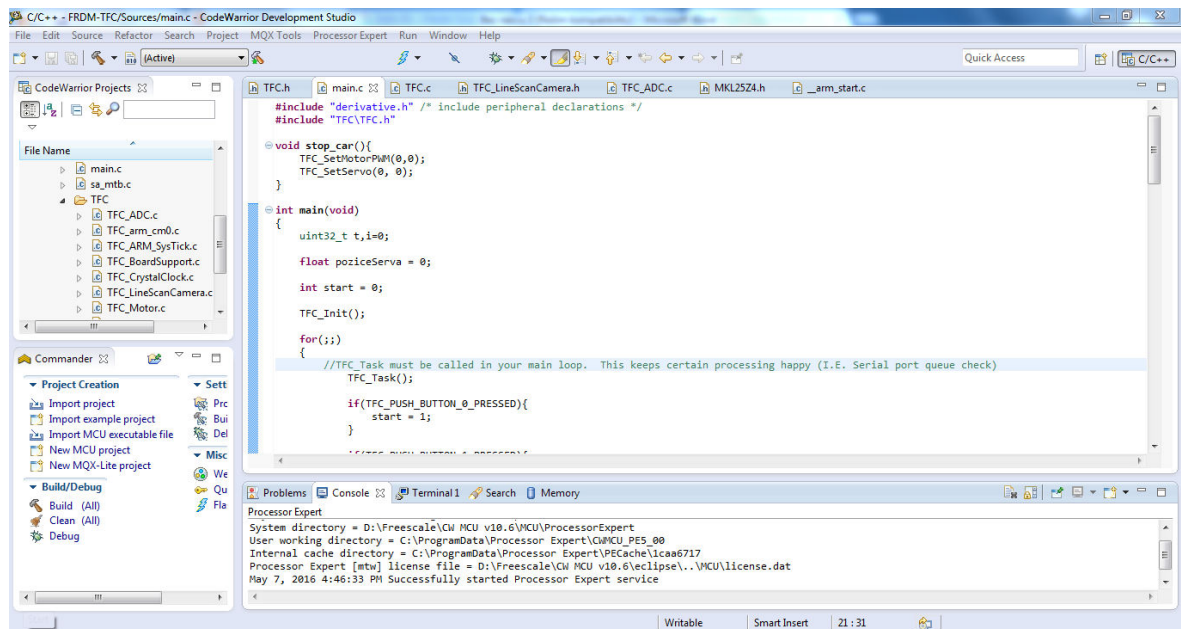 C/C++ - FRDM-TFC/Sources/main.c - CodeWarrior Development Studio
File Edit Source Refactor Search Project MQX Tools Processor Expert Run Window Help
(Active)
Quick Access
C/C++
CodeWarrior Projects
File Name
main.c
sa_mtb.c
TFC
TFC_ADC.c
TFC_arm_cm0.c
TFC_ARM_SysTick.c
TFC_BoardSupport.c
TFC_CrystalClock.c
TFC_LineScanCamera.c
TFC_Motor.c
Commander
Project Creation
Import project
Import example project
Import MCU executable file
New MCU project
New MQX-Lite project
Build/Debug
Build (All)
Clean (All)
Debug
Sett
Prc
Bui
Del
Misc
We
Qu
Fla
TFC.h main.c TFC.c TFC_LineScanCamera.h TFC_ADC.c MKL25Z4.h __arm_start.c
#include "derivative.h" /* include peripheral declarations */
#include "TFC\TFC.h"
void stop_car(){
TFC_SetMotorPWM(0,0);
TFC_SetServo(0, 0);
}
int main(void)
{
uint32_t t,i=0;
float poziceServa = 0;
int start = 0;
TFC_Init();
for(;;)
{
//TFC_Task must be called in your main loop. This keeps certain processing happy (I.E. Serial port queue check)
TFC_Task();
if(TFC_PUSH_BUTTON_0_PRESSED){
start = 1;
}
Problems Console Terminal 1 Search Memory
Processor Expert
System directory = D:\Freescale\CW MCU v10.6\MCU\ProcessorExpert
User working directory = C:\ProgramData\Processor Expert\CWMCU_PE5_00
Internal cache directory = C:\ProgramData\Processor Expert\PECache\1caa6717
Processor Expert [mtw] license file = D:\Freescale\CW MCU v10.6\eclipse\..\MCU\license.dat
May 7, 2016 4:46:33 PM Successfully started Processor Expert service
Writable Smart Insert 21 : 31